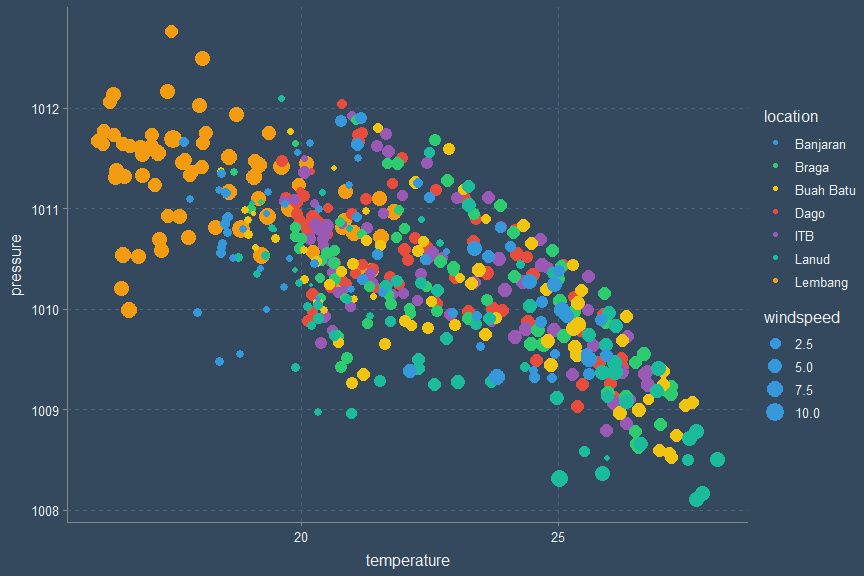 1012
1011
1010
1009
1008
pressure
20
25
temperature
location
Banjaran
Braga
Buah Batu
Dago
ITB
Lanud
Lembang
windspeed
2.5
5.0
7.5
10.0